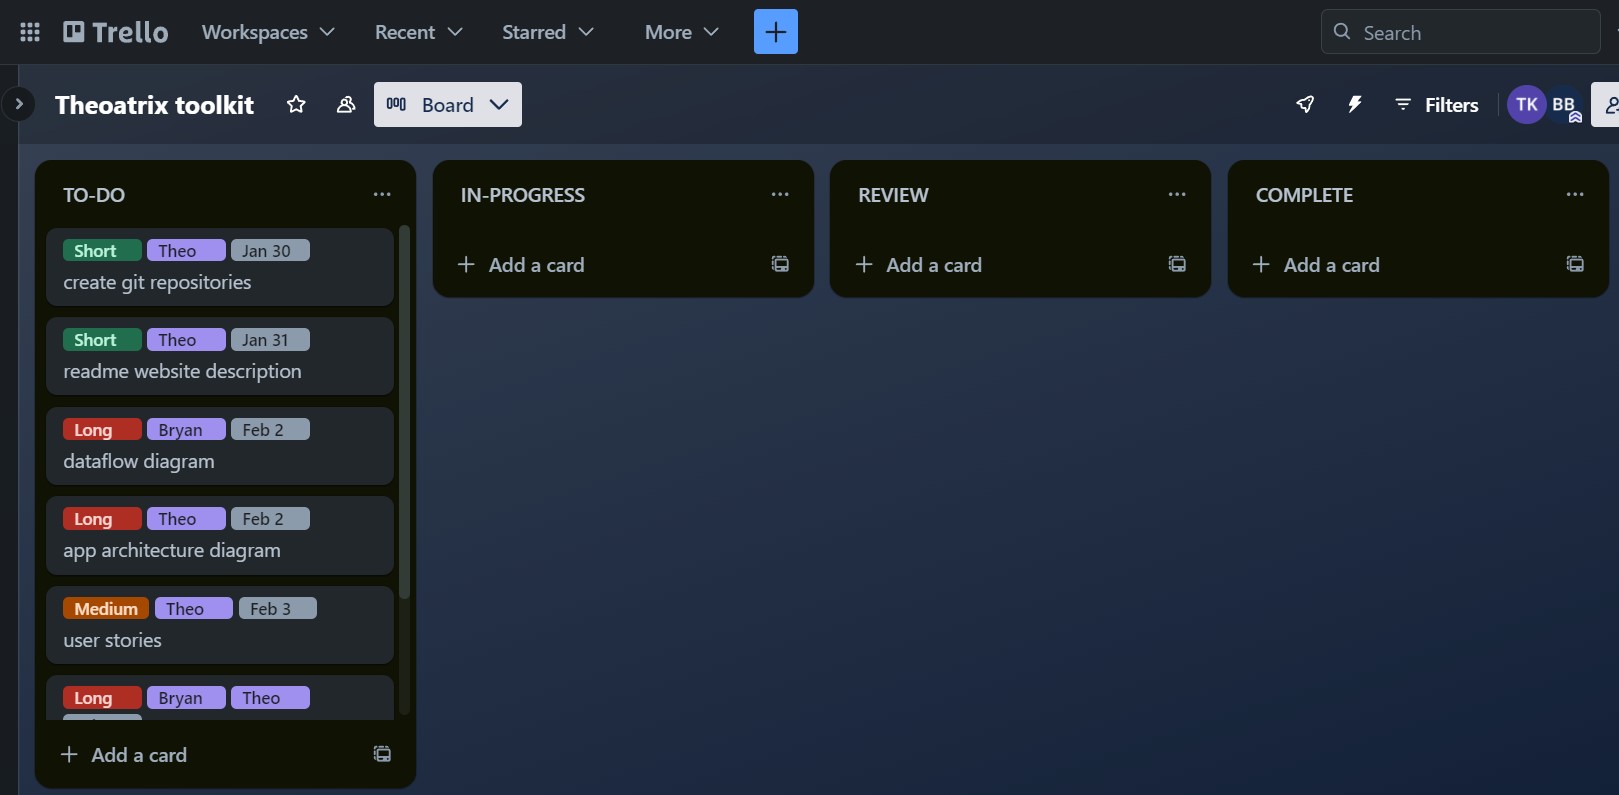 Trello
Workspaces
Recent
Starred
More
Search
Theoatrix toolkit
Board
Filters
TK
BB
TO-DO
Short Theo Jan 30
create git repositories
Short Theo Jan 31
readme website description
Long Bryan Feb 2
dataflow diagram
Long Theo Feb 2
app architecture diagram
Medium Theo Feb 3
user stories
Long Bryan Theo
+ Add a card
IN-PROGRESS
+ Add a card
REVIEW
+ Add a card
COMPLETE
+ Add a card